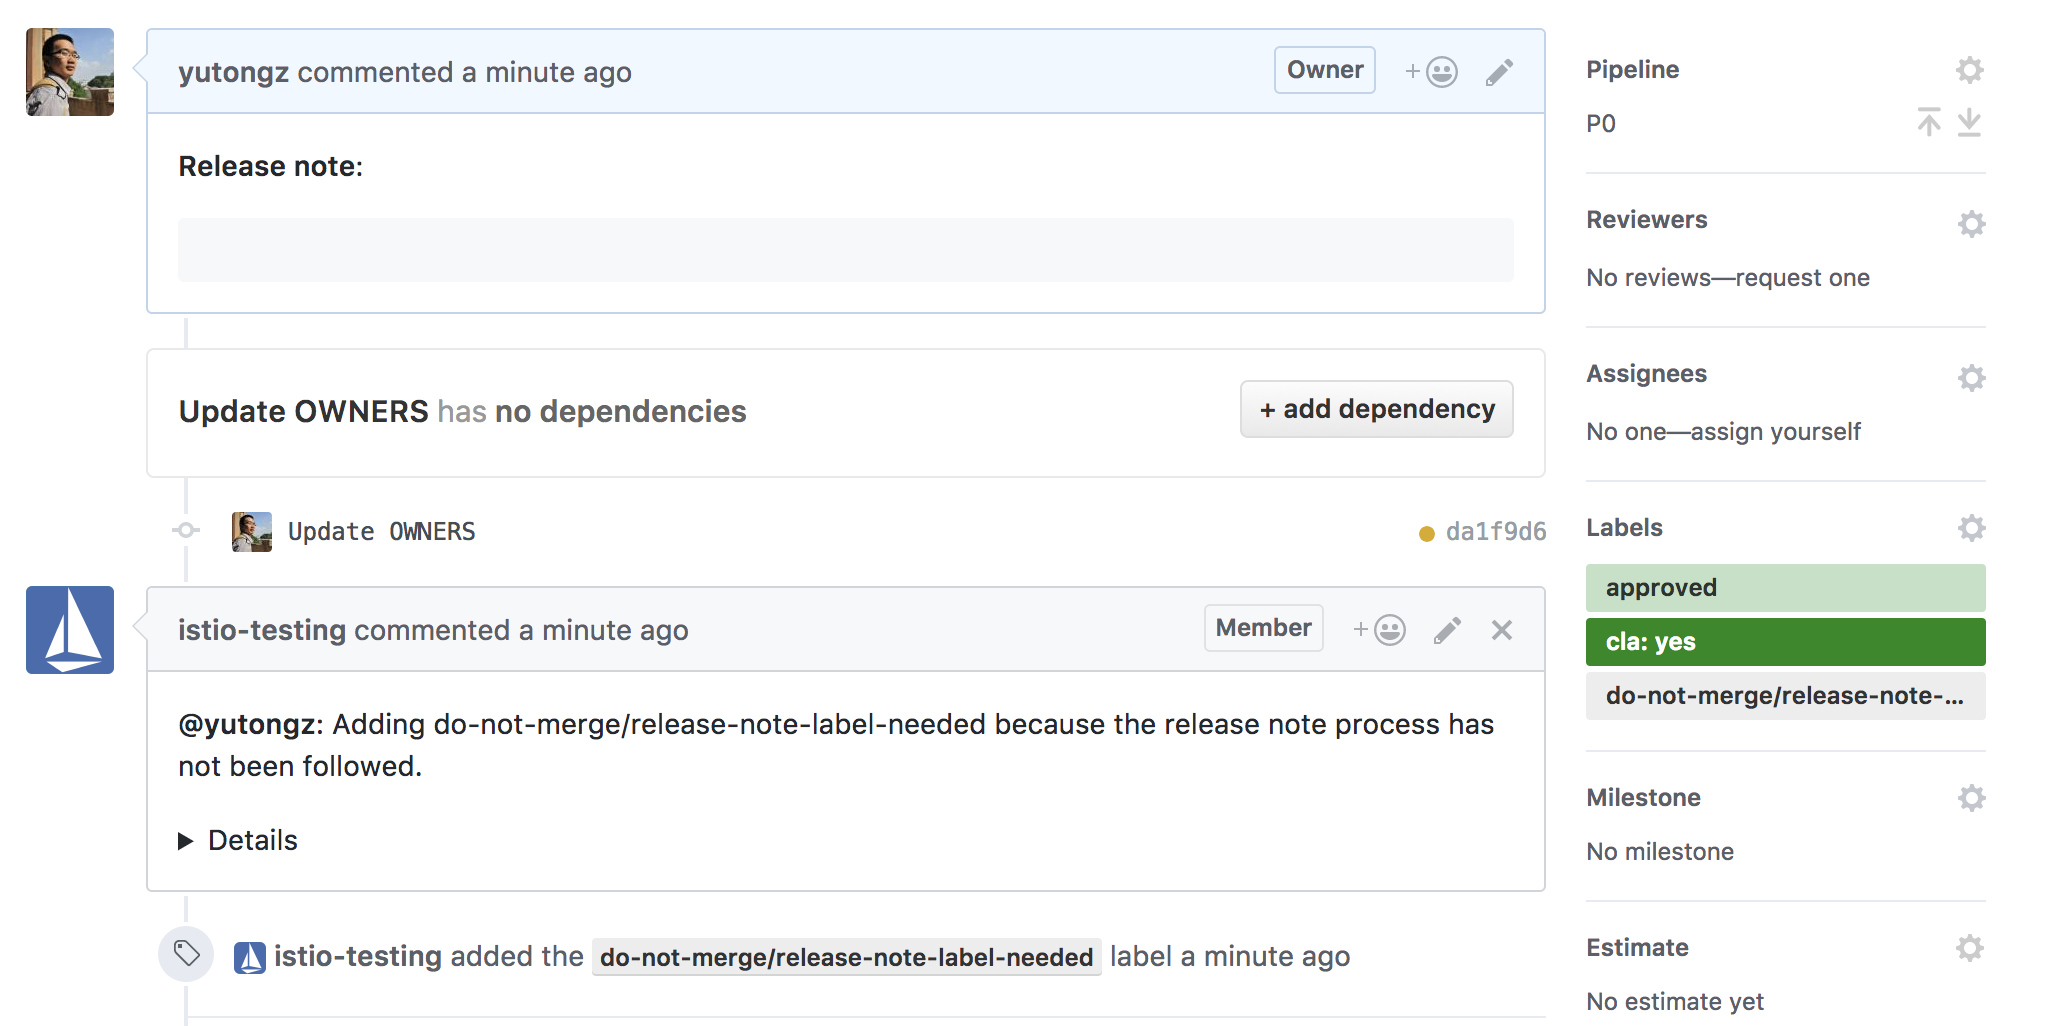 yutongz commented a minute ago
Owner
Release note:
Update OWNERS has no dependencies
+ add dependency
Update OWNERS
da1f9d6
istio-testing commented a minute ago
Member
@yutongz: Adding do-not-merge/release-note-label-needed because the release note process has
not been followed.
Details
istio-testing added the do-not-merge/release-note-label-needed label a minute ago
Pipeline
P0
Reviewers
No reviews—request one
Assignees
No one—assign yourself
Labels
approved
cla: yes
do-not-merge/release-note-...
Milestone
No milestone
Estimate
No estimate yet